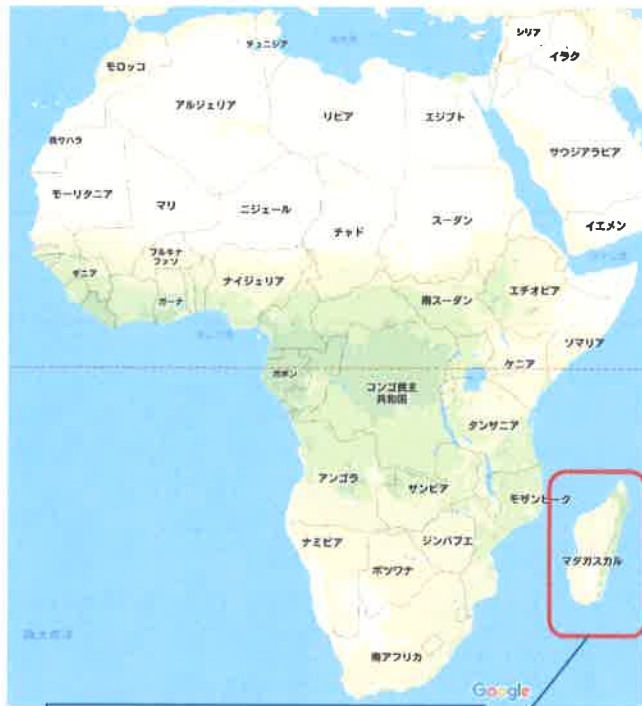 シリア
チュニジア
イラク
モロッコ
アルジェリア
リビア
エジプト
西サハラ
サウジアラビア
モーリタニア
マリ
ニジェール
チャド
スーダン
イエメン
ブルキナ
ファソ
ギニア
ナイジェリア
エチオピア
ガーナ
南スーダン
ソマリア
ケニア
ガボン
コンゴ民主
共和国
タンザニア
アンゴラ
ザンビア
モザンビーク
マダガスカル
ナミビア
ジンバブエ
ボツワナ
南アフリカ
Google